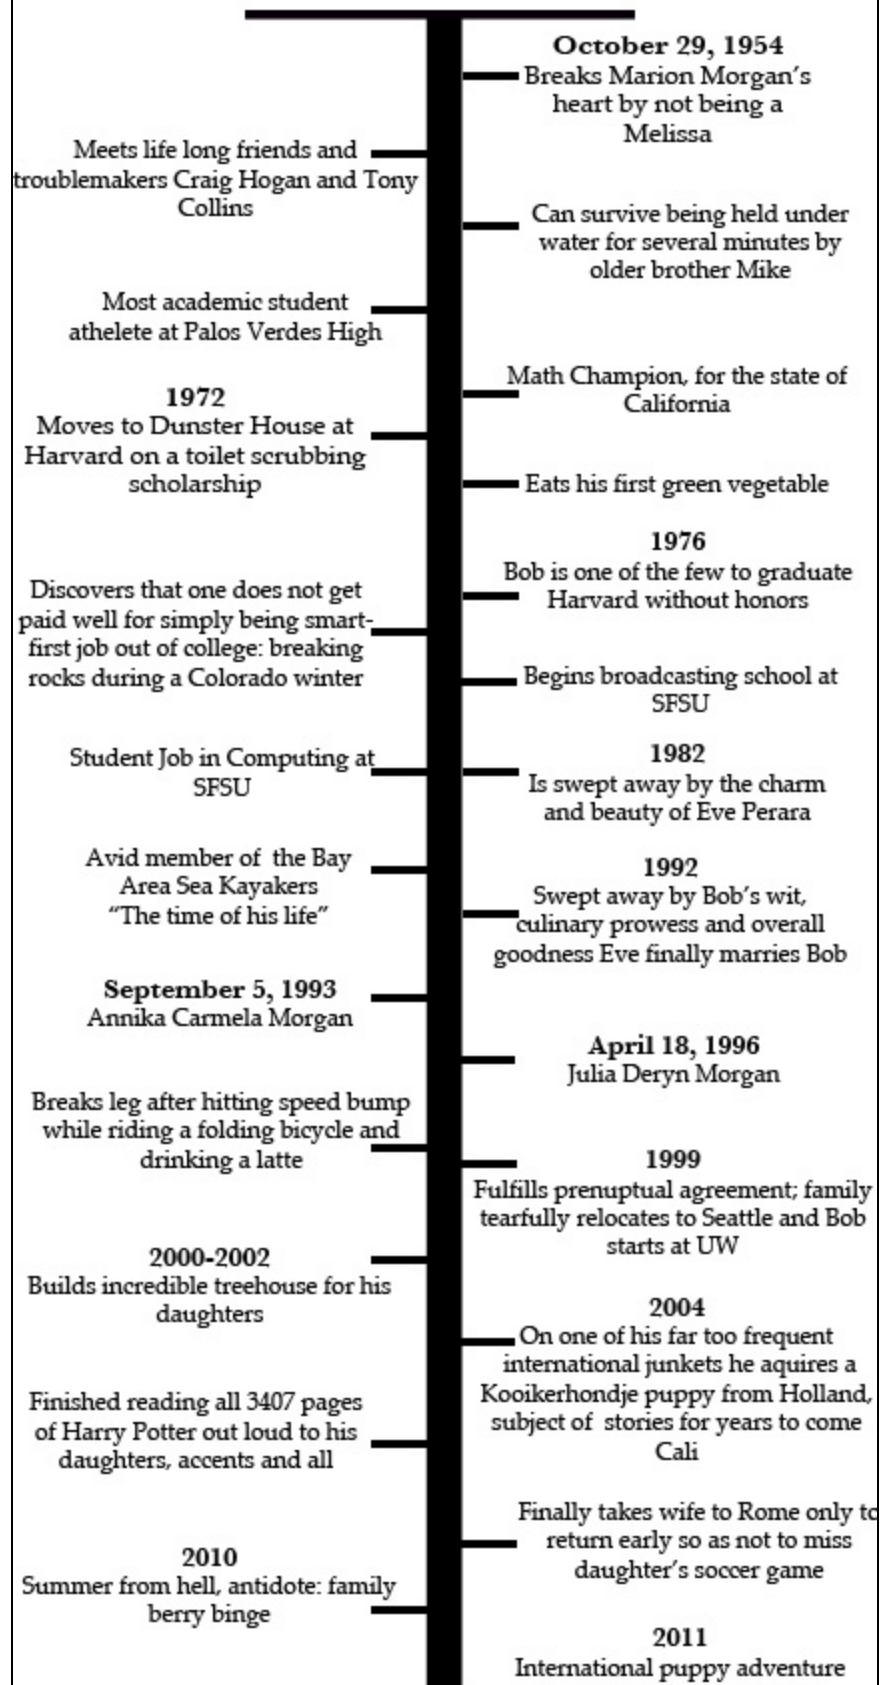 October 29, 1954
Breaks Marion Morgan's
heart by not being a
Melissa
Meets life long friends and
troublemakers Craig Hogan and Tony
Collins
Can survive being held under
water for several minutes by
older brother Mike
Most academic student
athelete at Palos Verdes High
Math Champion, for the state of
California
1972
Moves to Dunster House at
Harvard on a toilet scrubbing
scholarship
Eats his first green vegetable
1976
Bob is one of the few to graduate
Harvard without honors
Discovers that one does not get
paid well for simply being smart-
first job out of college: breaking
rocks during a Colorado winter
Begins broadcasting school at
SFSU
Student Job in Computing at
SFSU
1982
Is swept away by the charm
and beauty of Eve Perara
Avid member of  the Bay
Area Sea Kayakers
“The time of his life”
1992
Swept away by Bob's wit,
culinary prowess and overall
goodness Eve finally marries Bob
September 5, 1993
Annika Carmela Morgan
April 18, 1996
Julia Deryn Morgan
Breaks leg after hitting speed bump
while riding a folding bicycle and
drinking a latte
1999
Fulfills prenuptual agreement; family
tearfully relocates to Seattle and Bob
starts at UW
2000-2002
Builds incredible treehouse for his
daughters
2004
On one of his far too frequent
international junkets he aquires a
Kooikerhondje puppy from Holland,
subject of  stories for years to come
Cali
Finished reading all 3407 pages
of Harry Potter out loud to his
daughters, accents and all
Finally takes wife to Rome only to
return early so as not to miss
daughter's soccer game
2010
Summer from hell, antidote: family
berry binge
2011
International puppy adventure